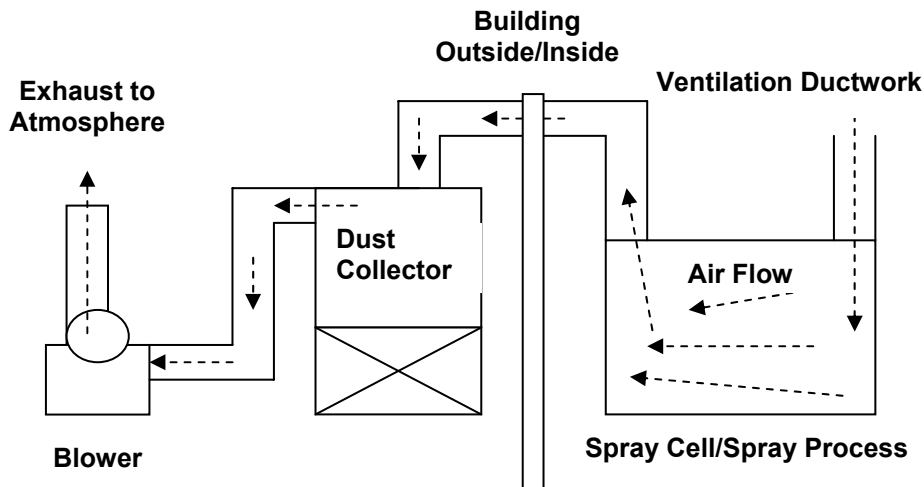 Building
Outside/Inside
Ventilation Ductwork
Exhaust to
Atmosphere
Dust
Collector
Air Flow
Blower
Spray Cell/Spray Process